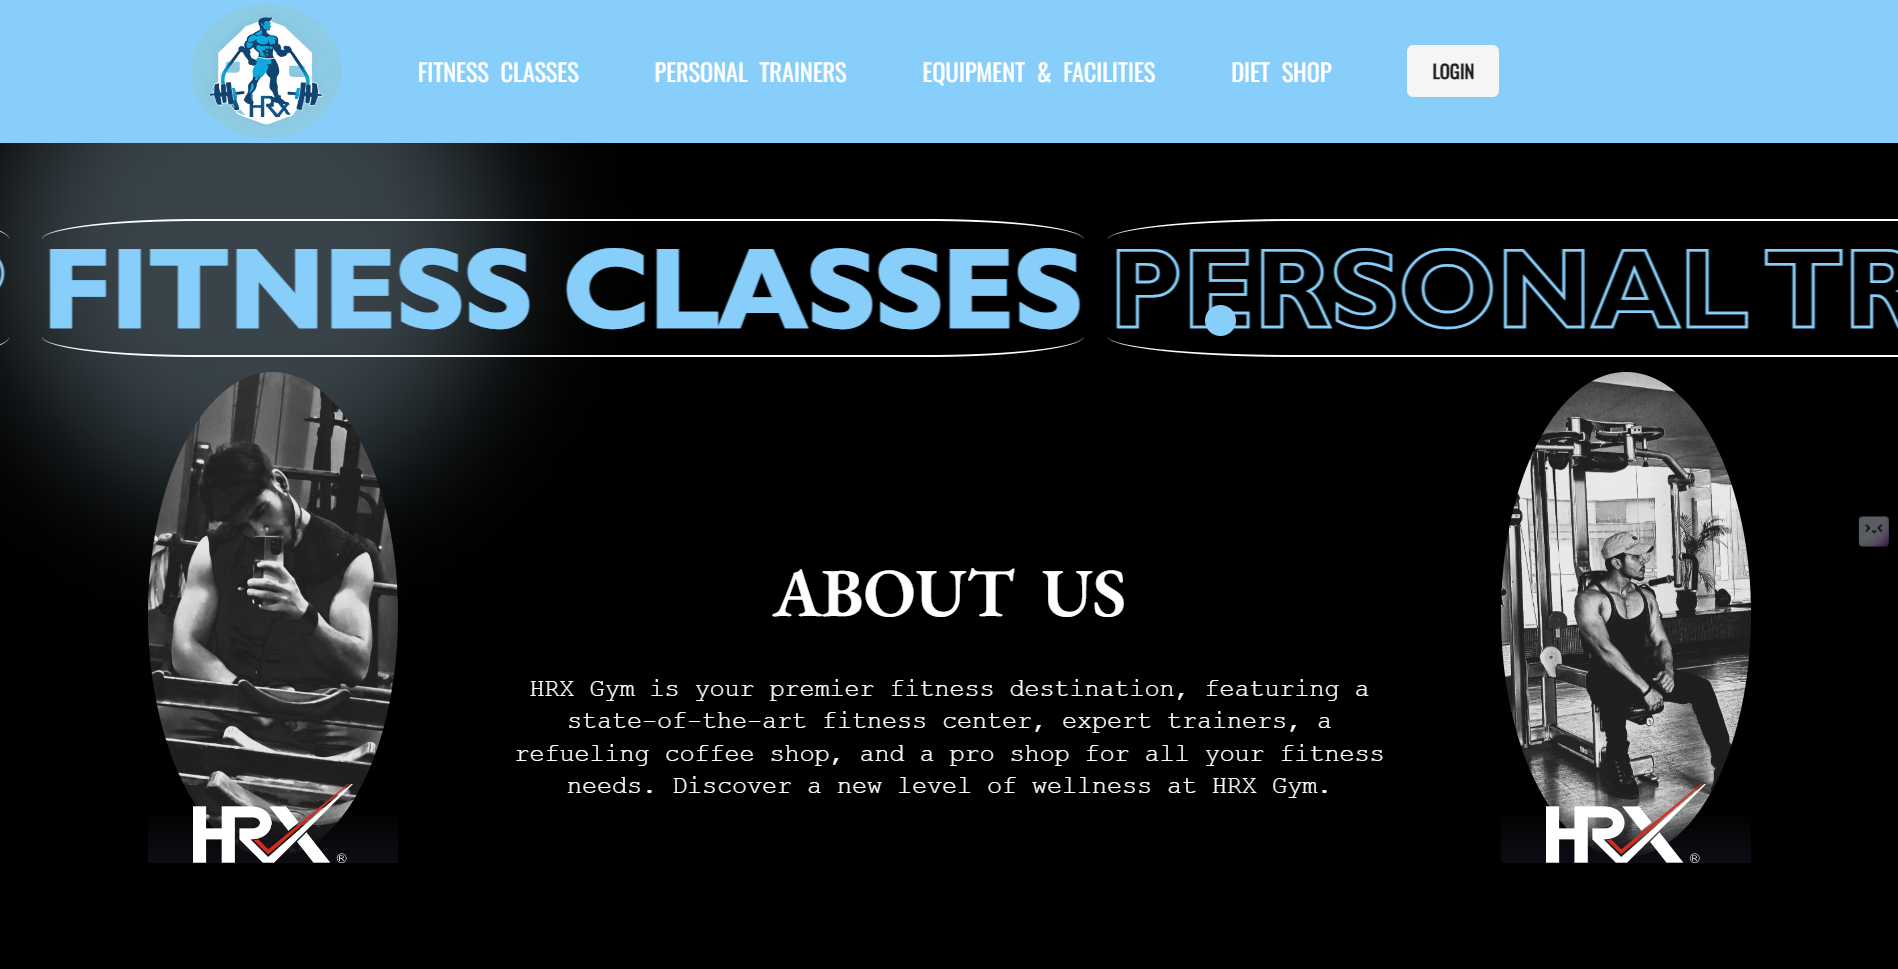 HRX
FITNESS CLASSES
PERSONAL TRAINERS
EQUIPMENT & FACILITIES
DIET SHOP
LOGIN
FITNESS CLASSES
PERSONAL
ABOUT US
HRX Gym is your premier fitness destination, featuring a
state-of-the-art fitness center, expert trainers, a
refueling coffee shop, and a pro shop for all your fitness
needs. Discover a new level of wellness at HRX Gym.
HRX®
HRX®